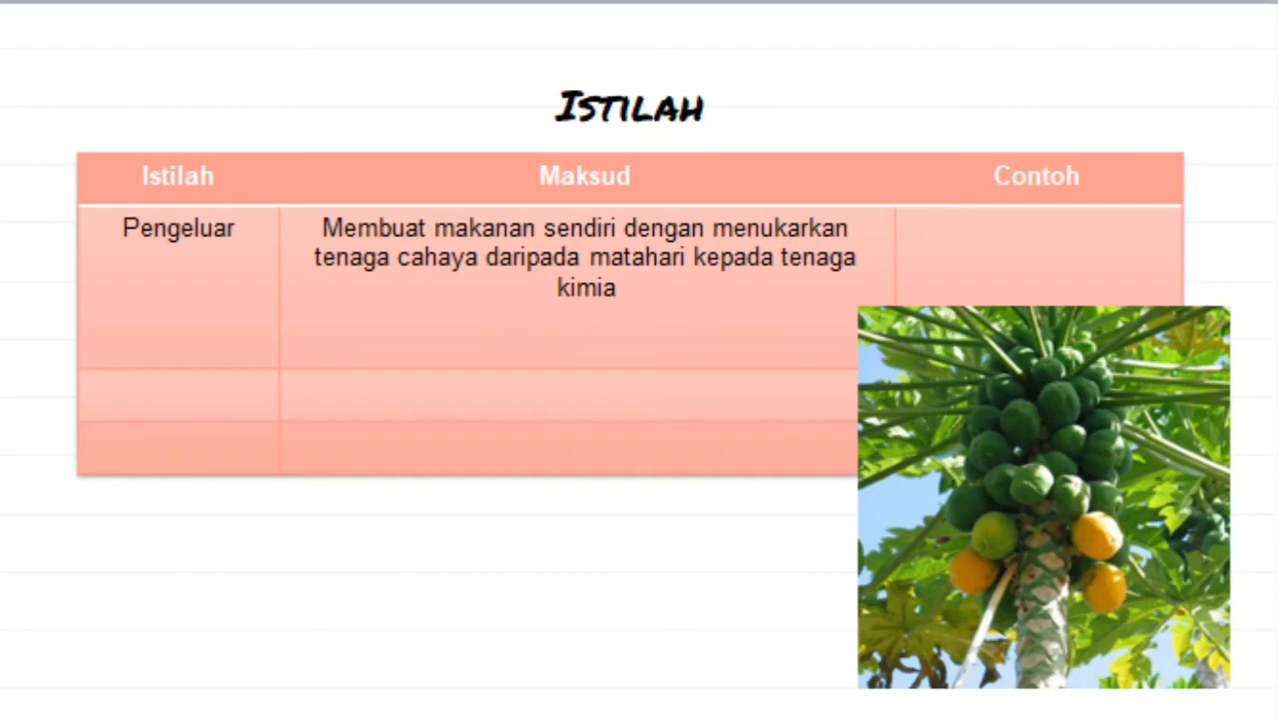 ISTILAH
Istilah
Maksud
Contoh
Pengeluar
Membuat makanan sendiri dengan menukarkan
tenaga cahaya daripada matahari kepada tenaga
kimia